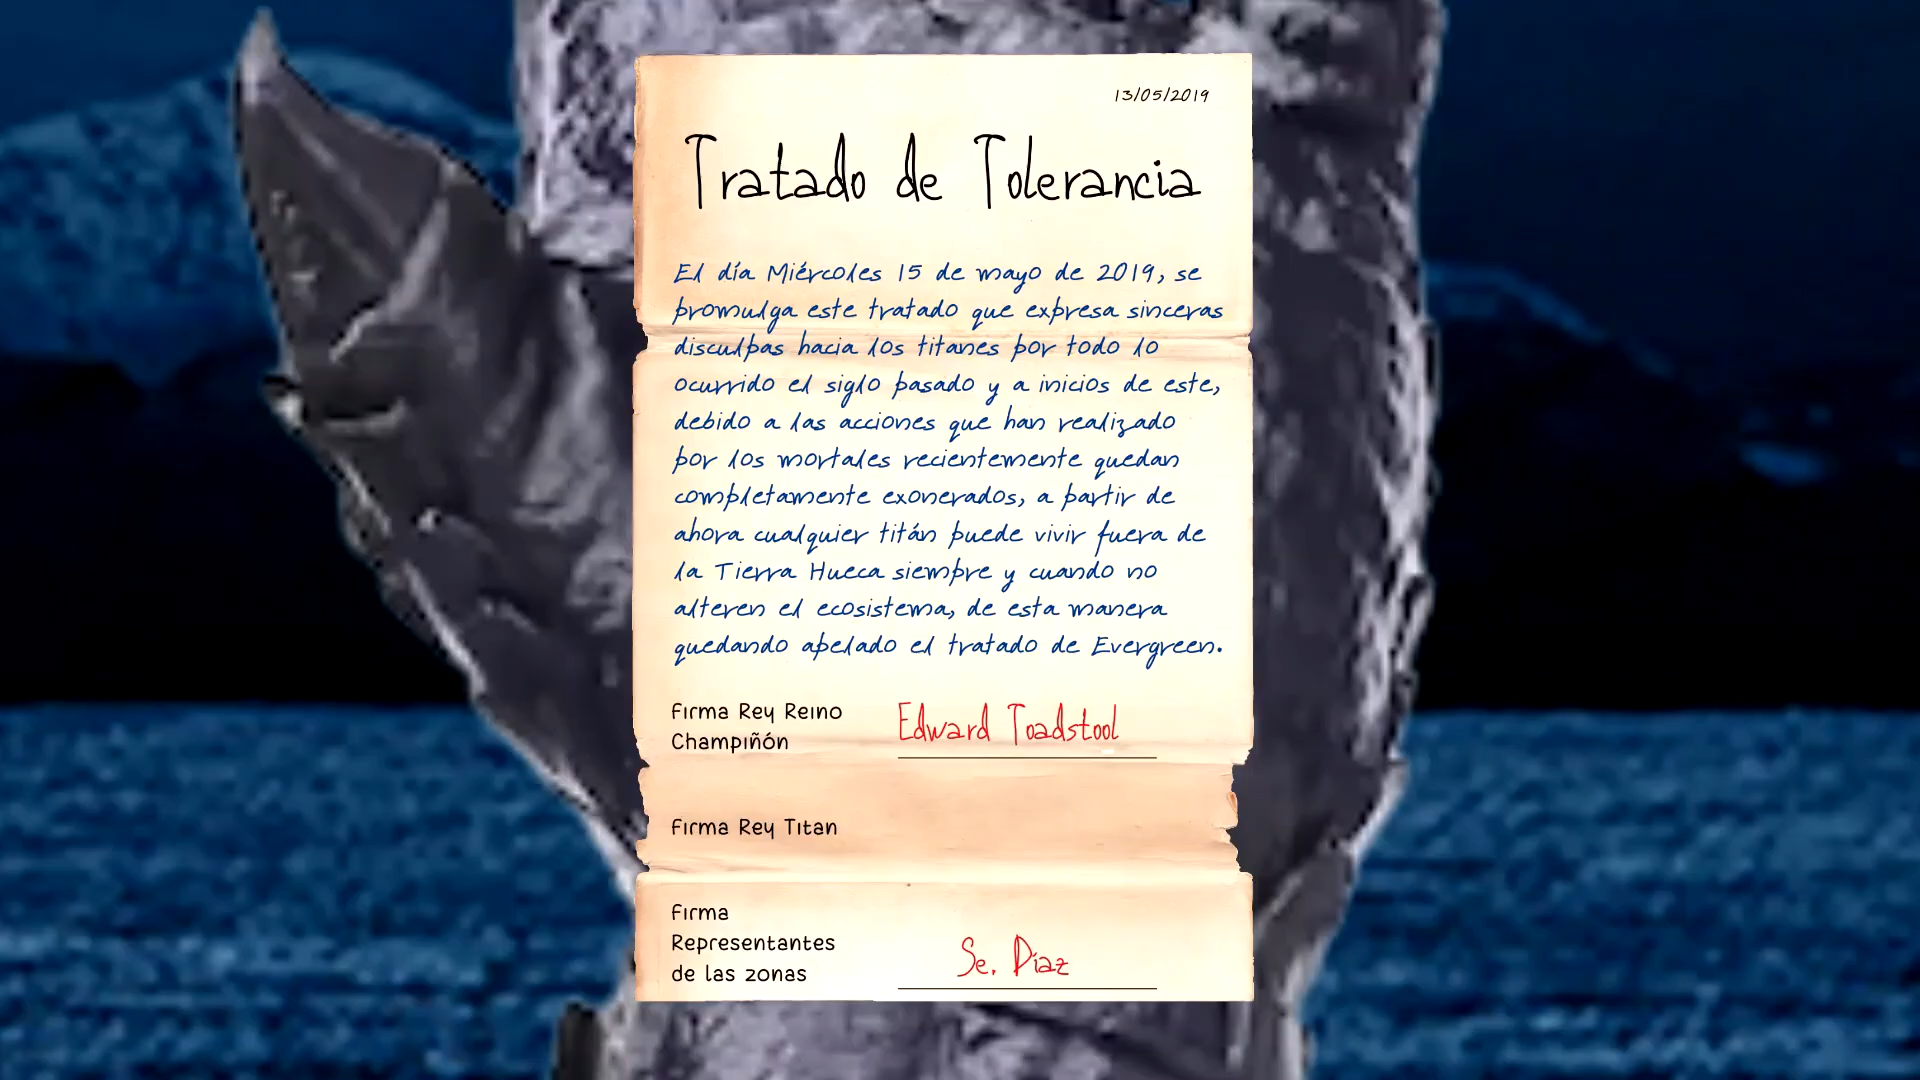 13/05/2019
Tratado de Tolerancia
El día Miércoles 15 de mayo de 2019, se
promulga este tratado que expresa sinceras
disculpas hacia los titanes por todo lo
ocurrido el siglo pasado y a inicios de este,
debido a las acciones que han realizado
por los mortales recientemente quedan
completamente exonerados, a partir de
ahora cualquier titán puede vivir fuera de
la Tierra Hueca siempre y cuando no
alteren el ecosistema, de esta manera
quedando apelado el tratado de Evergreen.
Firma Rey Reino
Champiñón
Edward Toadstool
Firma Rey Titan
Firma
Representantes
de las zonas
Se. Díaz